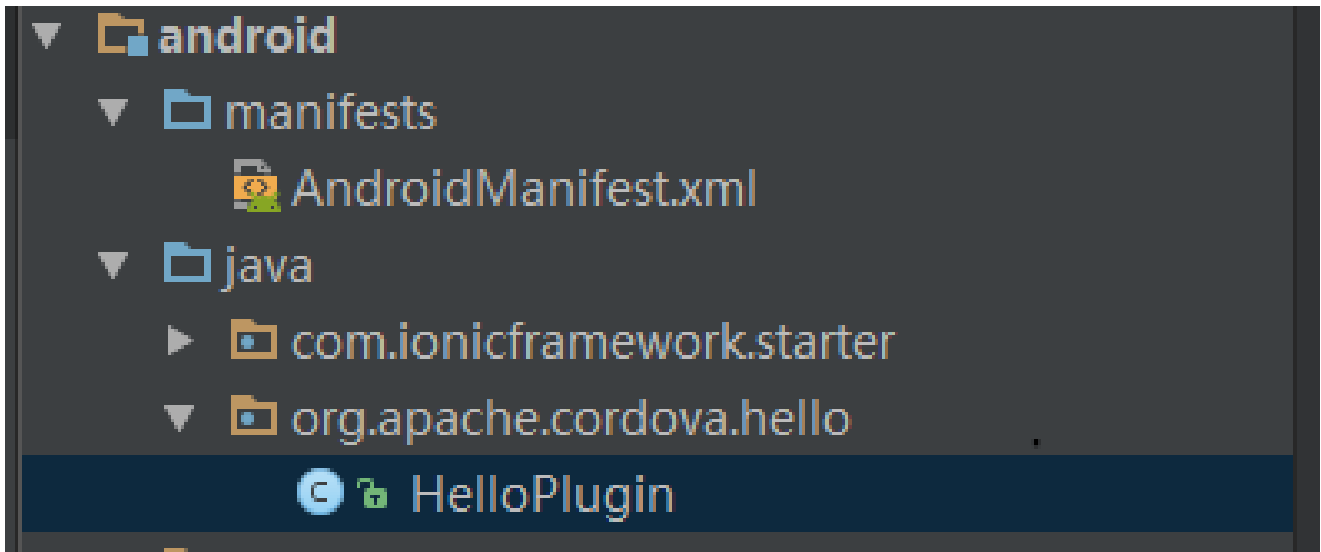 android
manifests
AndroidManifest.xml
java
com.ionicframework.starter
org.apache.cordova.hello
HelloPlugin